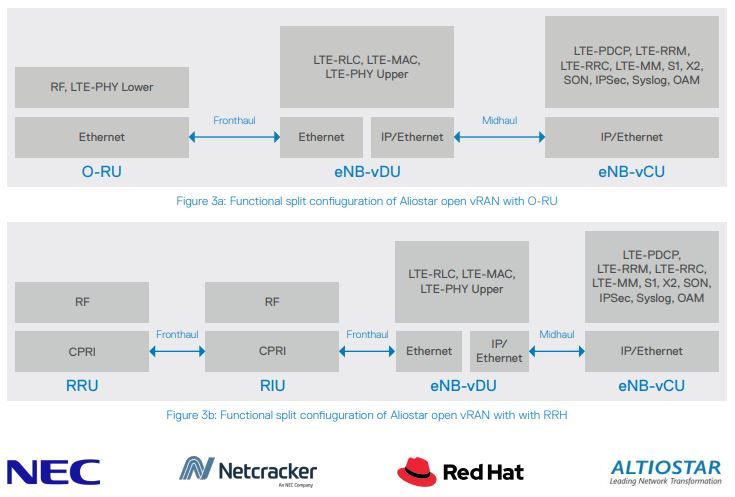 RF, LTE-PHY Lower
Ethernet
O-RU
Fronthaul
LTE-RLC, LTE-MAC,
LTE-PHY Upper
Ethernet
IP/Ethernet
eNB-vDU
Midhaul
LTE-PDCP, LTE-RRM,
LTE-RRC, LTE-MM, S1, X2,
SON, IPSec, Syslog, OAM
IP/Ethernet
eNB-vCU
Figure 3a: Functional split confiuguration of Aliostar open vRAN with O-RU
RF
CPRI
RRU
Fronthaul
RF
CPRI
RIU
Fronthaul
LTE-RLC, LTE-MAC,
LTE-PHY Upper
Ethernet
IP/
Ethernet
eNB-vDU
Midhaul
LTE-PDCP,
LTE-RRM, LTE-RRC,
LTE-MM, S1, X2, SON,
IPSec, Syslog, OAM
IP/Ethernet
eNB-vCU
Figure 3b: Functional split confiuguration of Aliostar open vRAN with with RRH
NEC
Netcracker
An NEC Company
Red Hat
ALTIOSTAR
Leading Network Transformation